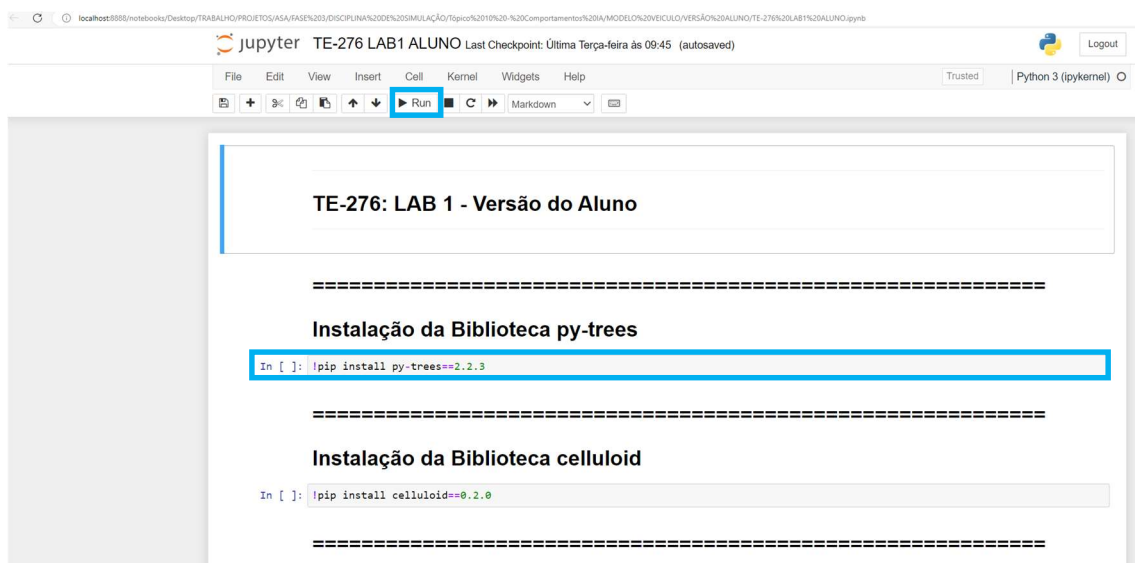 localhost:8888/notebooks/Desktop/TRABALHO/PROJETOS/ASA/FASE%203/DISCIPLINA%20DE%20SIMULAÇÃO/Tópico%2010%20-%20Comportamentos%20IA/MODELO%20VEICULO/VERSÃO%20ALUNO/TE-276%20LAB1%20ALUNO.ipynb
jupyter TE-276 LAB1 ALUNO Last Checkpoint: Última Terça-feira às 09:45 (autosaved) Logout
File Edit View Insert Cell Kernel Widgets Help Trusted Python 3 (ipykernel)
Run Markdown
TE-276: LAB 1 - Versão do Aluno
============================================================
Instalação da Biblioteca py-trees
In [ ]: !pip install py-trees==2.2.3
============================================================
Instalação da Biblioteca celluloid
In [ ]: !pip install celluloid==0.2.0
============================================================